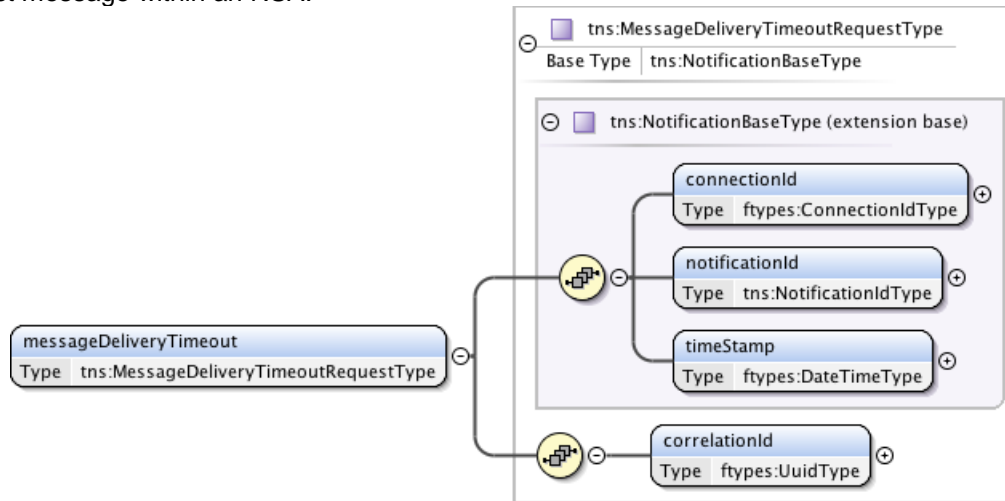 message within an NSA.
tns:MessageDeliveryTimeoutRequestType
Base Type tns:NotificationBaseType
tns:NotificationBaseType (extension base)
connectionId
Type ftypes:ConnectionIdType
notificationId
Type tns:NotificationIdType
timeStamp
Type ftypes:DateTimeType
messageDeliveryTimeout
Type tns:MessageDeliveryTimeoutRequestType
correlationId
Type ftypes:UuidType